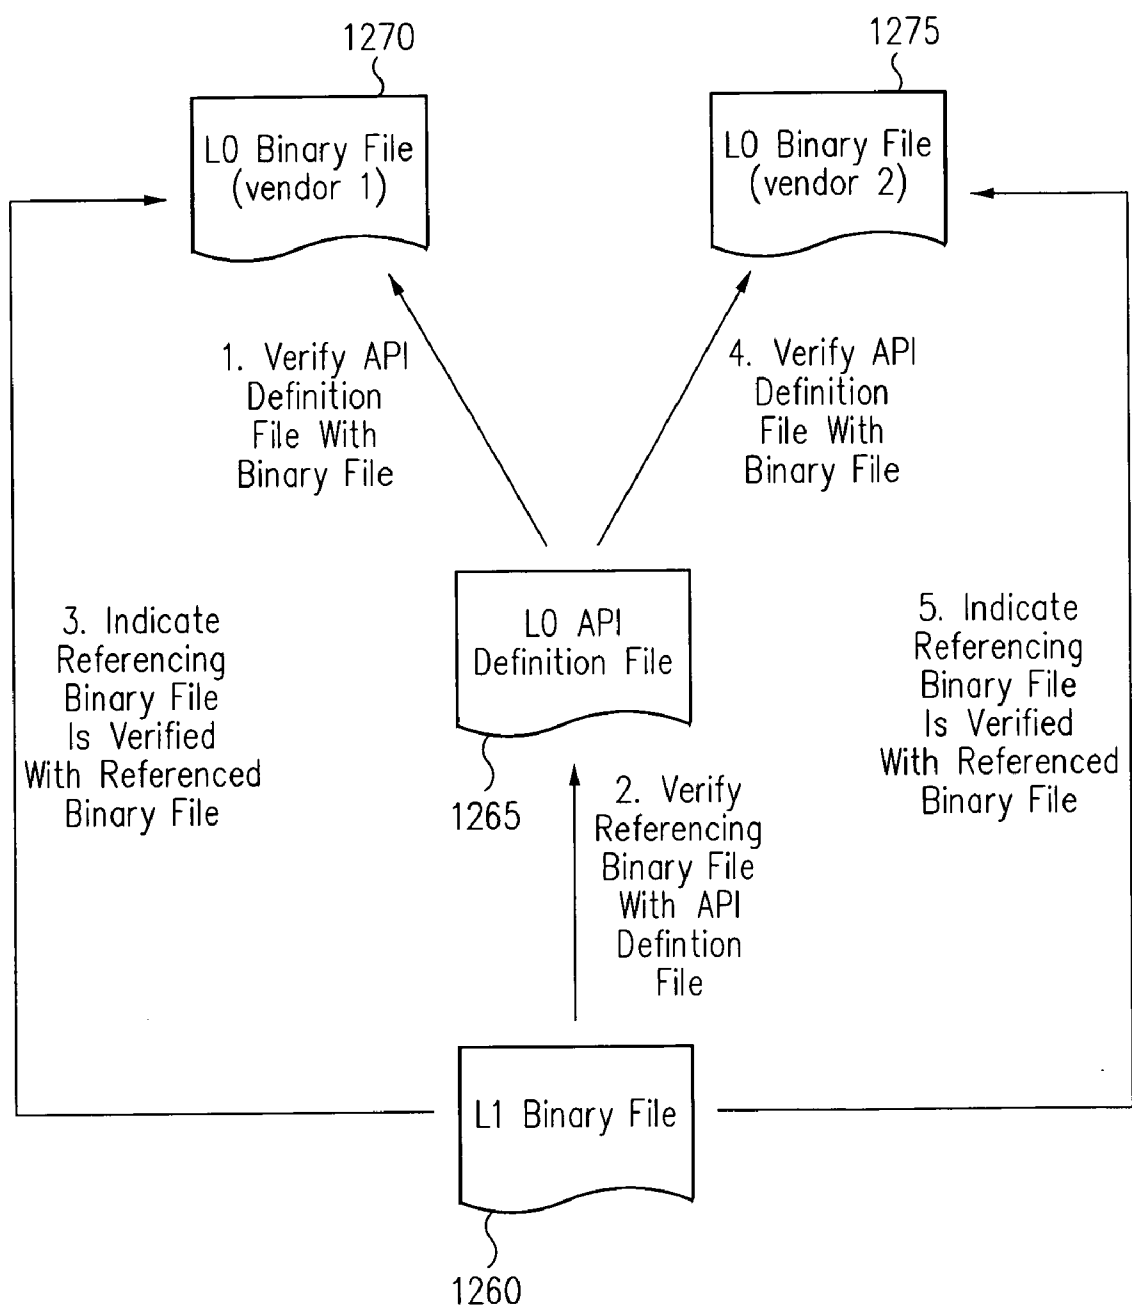 1270
1275
L0 Binary File
(vendor 1)
L0 Binary File
(vendor 2)
1. Verify API
Definition
File With
Binary File
4. Verify API
Definition
File With
Binary File
L0 API
Definition File
1265
3. Indicate
Referencing
Binary File
Is Verified
With Referenced
Binary File
5. Indicate
Referencing
Binary File
Is Verified
With Referenced
Binary File
2. Verify
Referencing
Binary File
With API
Defintion
File
L1 Binary File
1260